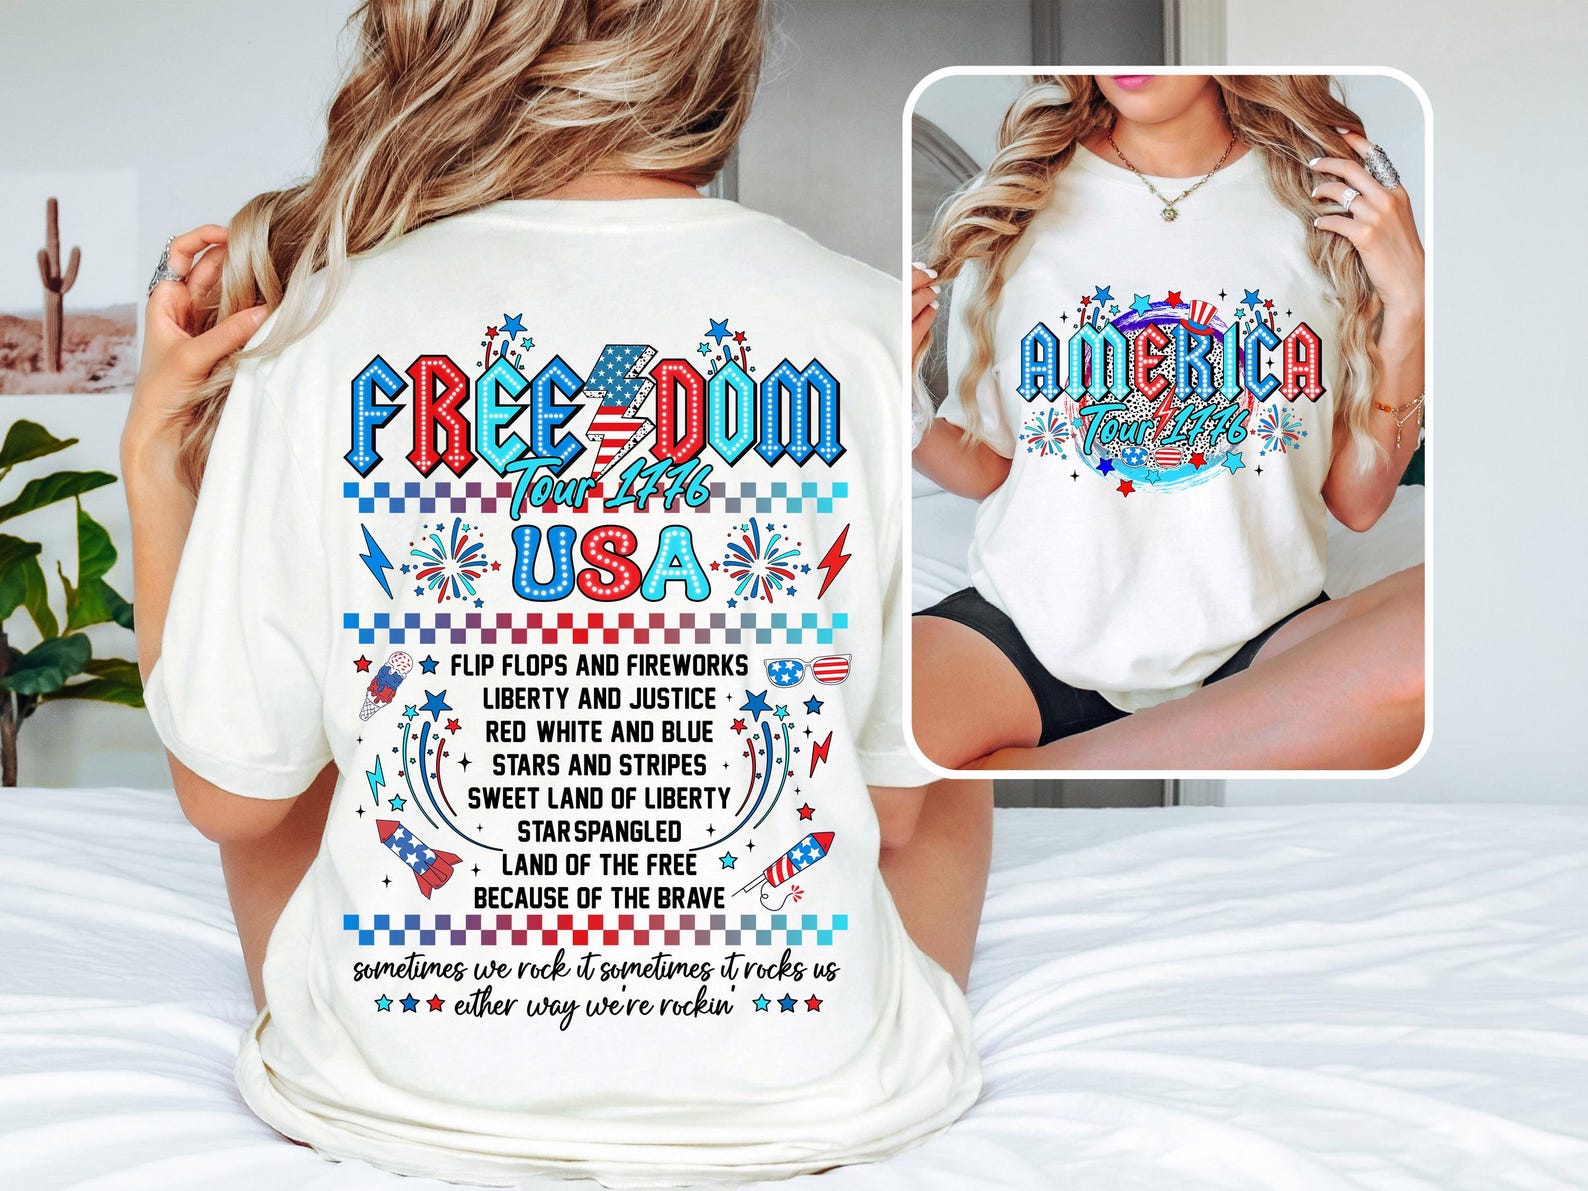 FREEDOM
Tour 1776
USA
FLIP FLOPS AND FIREWORKS
LIBERTY AND JUSTICE
RED WHITE AND BLUE
STARS AND STRIPES
SWEET LAND OF LIBERTY
STAR SPANGLED
LAND OF THE FREE
BECAUSE OF THE BRAVE
sometimes we rock it sometimes it rocks us
either way we're rockin'
AMERICA
Tour 1776